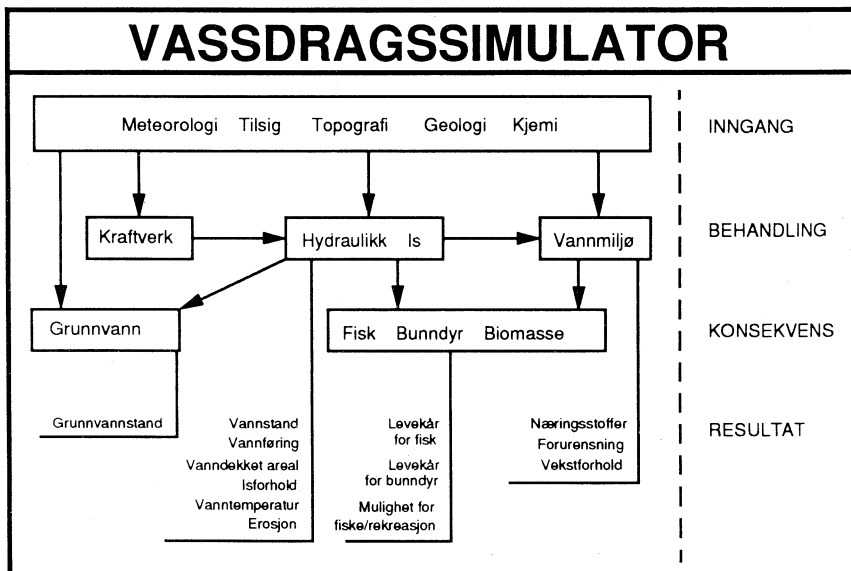 VASSDRAGSSIMULATOR
Meteorologi Tilsig Topografi Geologi Kjemi
INNGANG
Kraftverk
Hydraulikk Is
Vannmiljø
BEHANDLING
Grunnvann
Fisk Bunndyr Biomasse
KONSEKVENS
Grunnvannstand
Vannstand
Vannføring
Vanndekket areal
Isforhold
Vanntemperatur
Erosjon
Levekår
for fisk
Levekår
for bunndyr
Mulighet for
fiske/rekreasjon
Næringsstoffer
Forurensning
Vekstforhold
RESULTAT